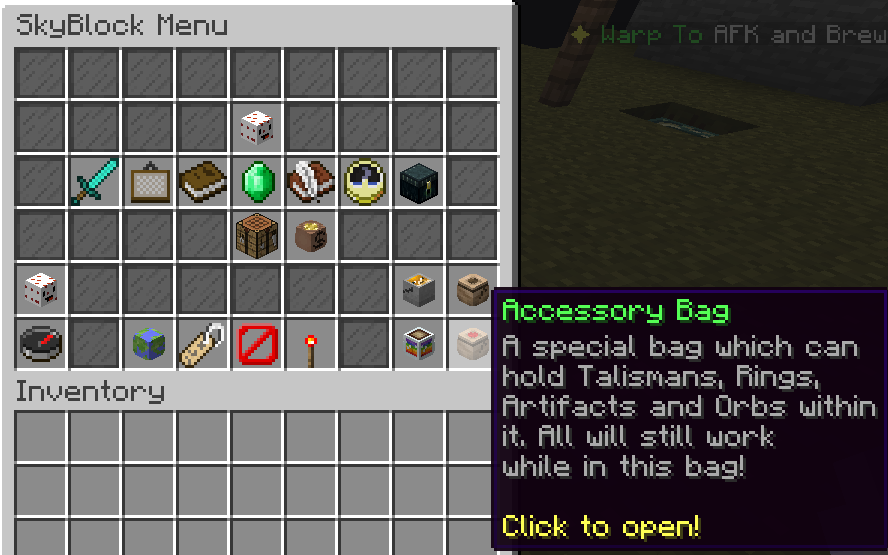 SkyBlock Menu
✦ Warp To AFK and Brew
Accessory Bag
A special bag which can
hold Talismans, Rings,
Artifacts and Orbs within
it. All will still work
while in this bag!
Click to open!
Inventory